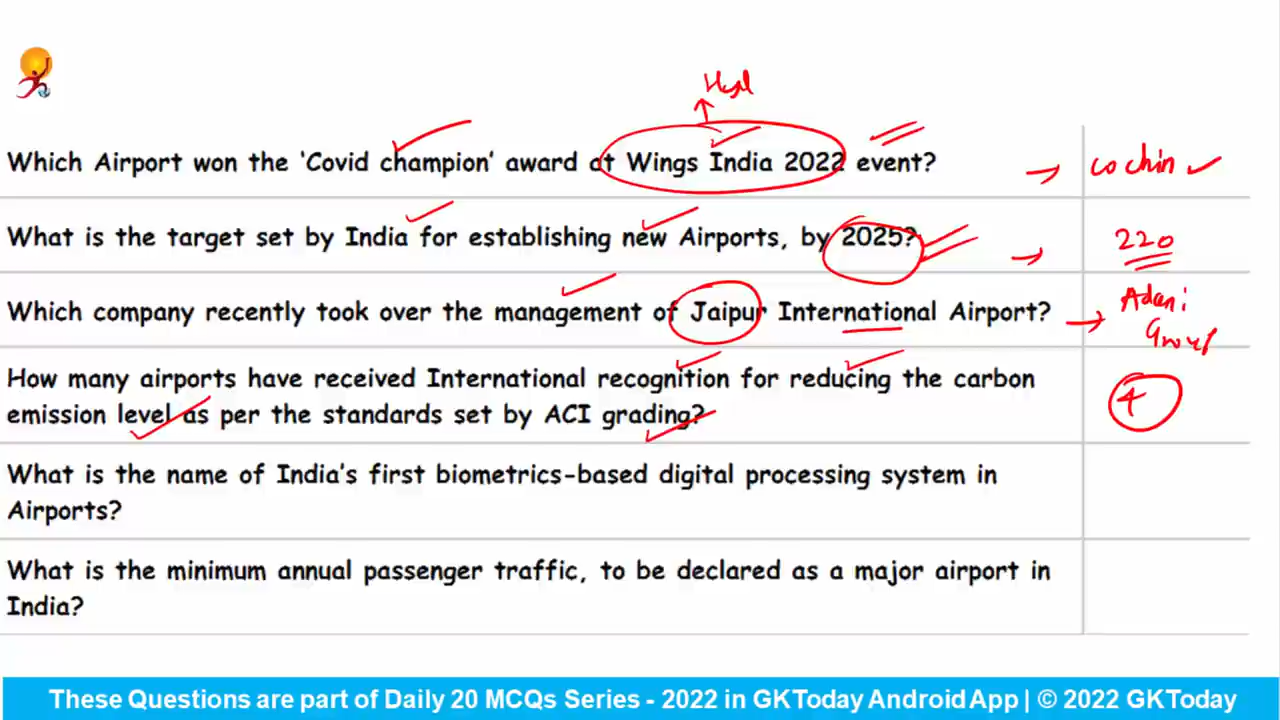 Hyd
Which Airport won the ‘Covid champion’ award at Wings India 2022 event?
cochin
What is the target set by India for establishing new Airports, by 2025?
220
Which company recently took over the management of Jaipur International Airport?
Adani
Group
How many airports have received International recognition for reducing the carbon
emission level as per the standards set by ACI grading?
4
What is the name of India’s first biometrics-based digital processing system in
Airports?
What is the minimum annual passenger traffic, to be declared as a major airport in
India?
These Questions are part of Daily 20 MCQs Series - 2022 in GKToday Android App | © 2022 GKToday